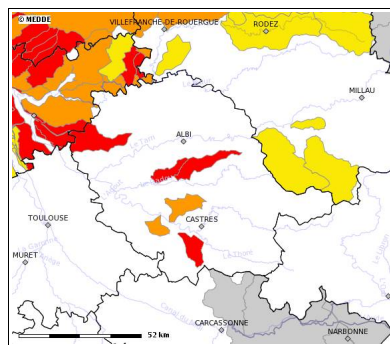 © MEDDE
VILLEFRANCHE-DE-ROUERGUE
RODEZ
MILLAU
ALBI
TOULOUSE
CASTRES
MURET
CARCASSONNE
NARBONNE
52 km